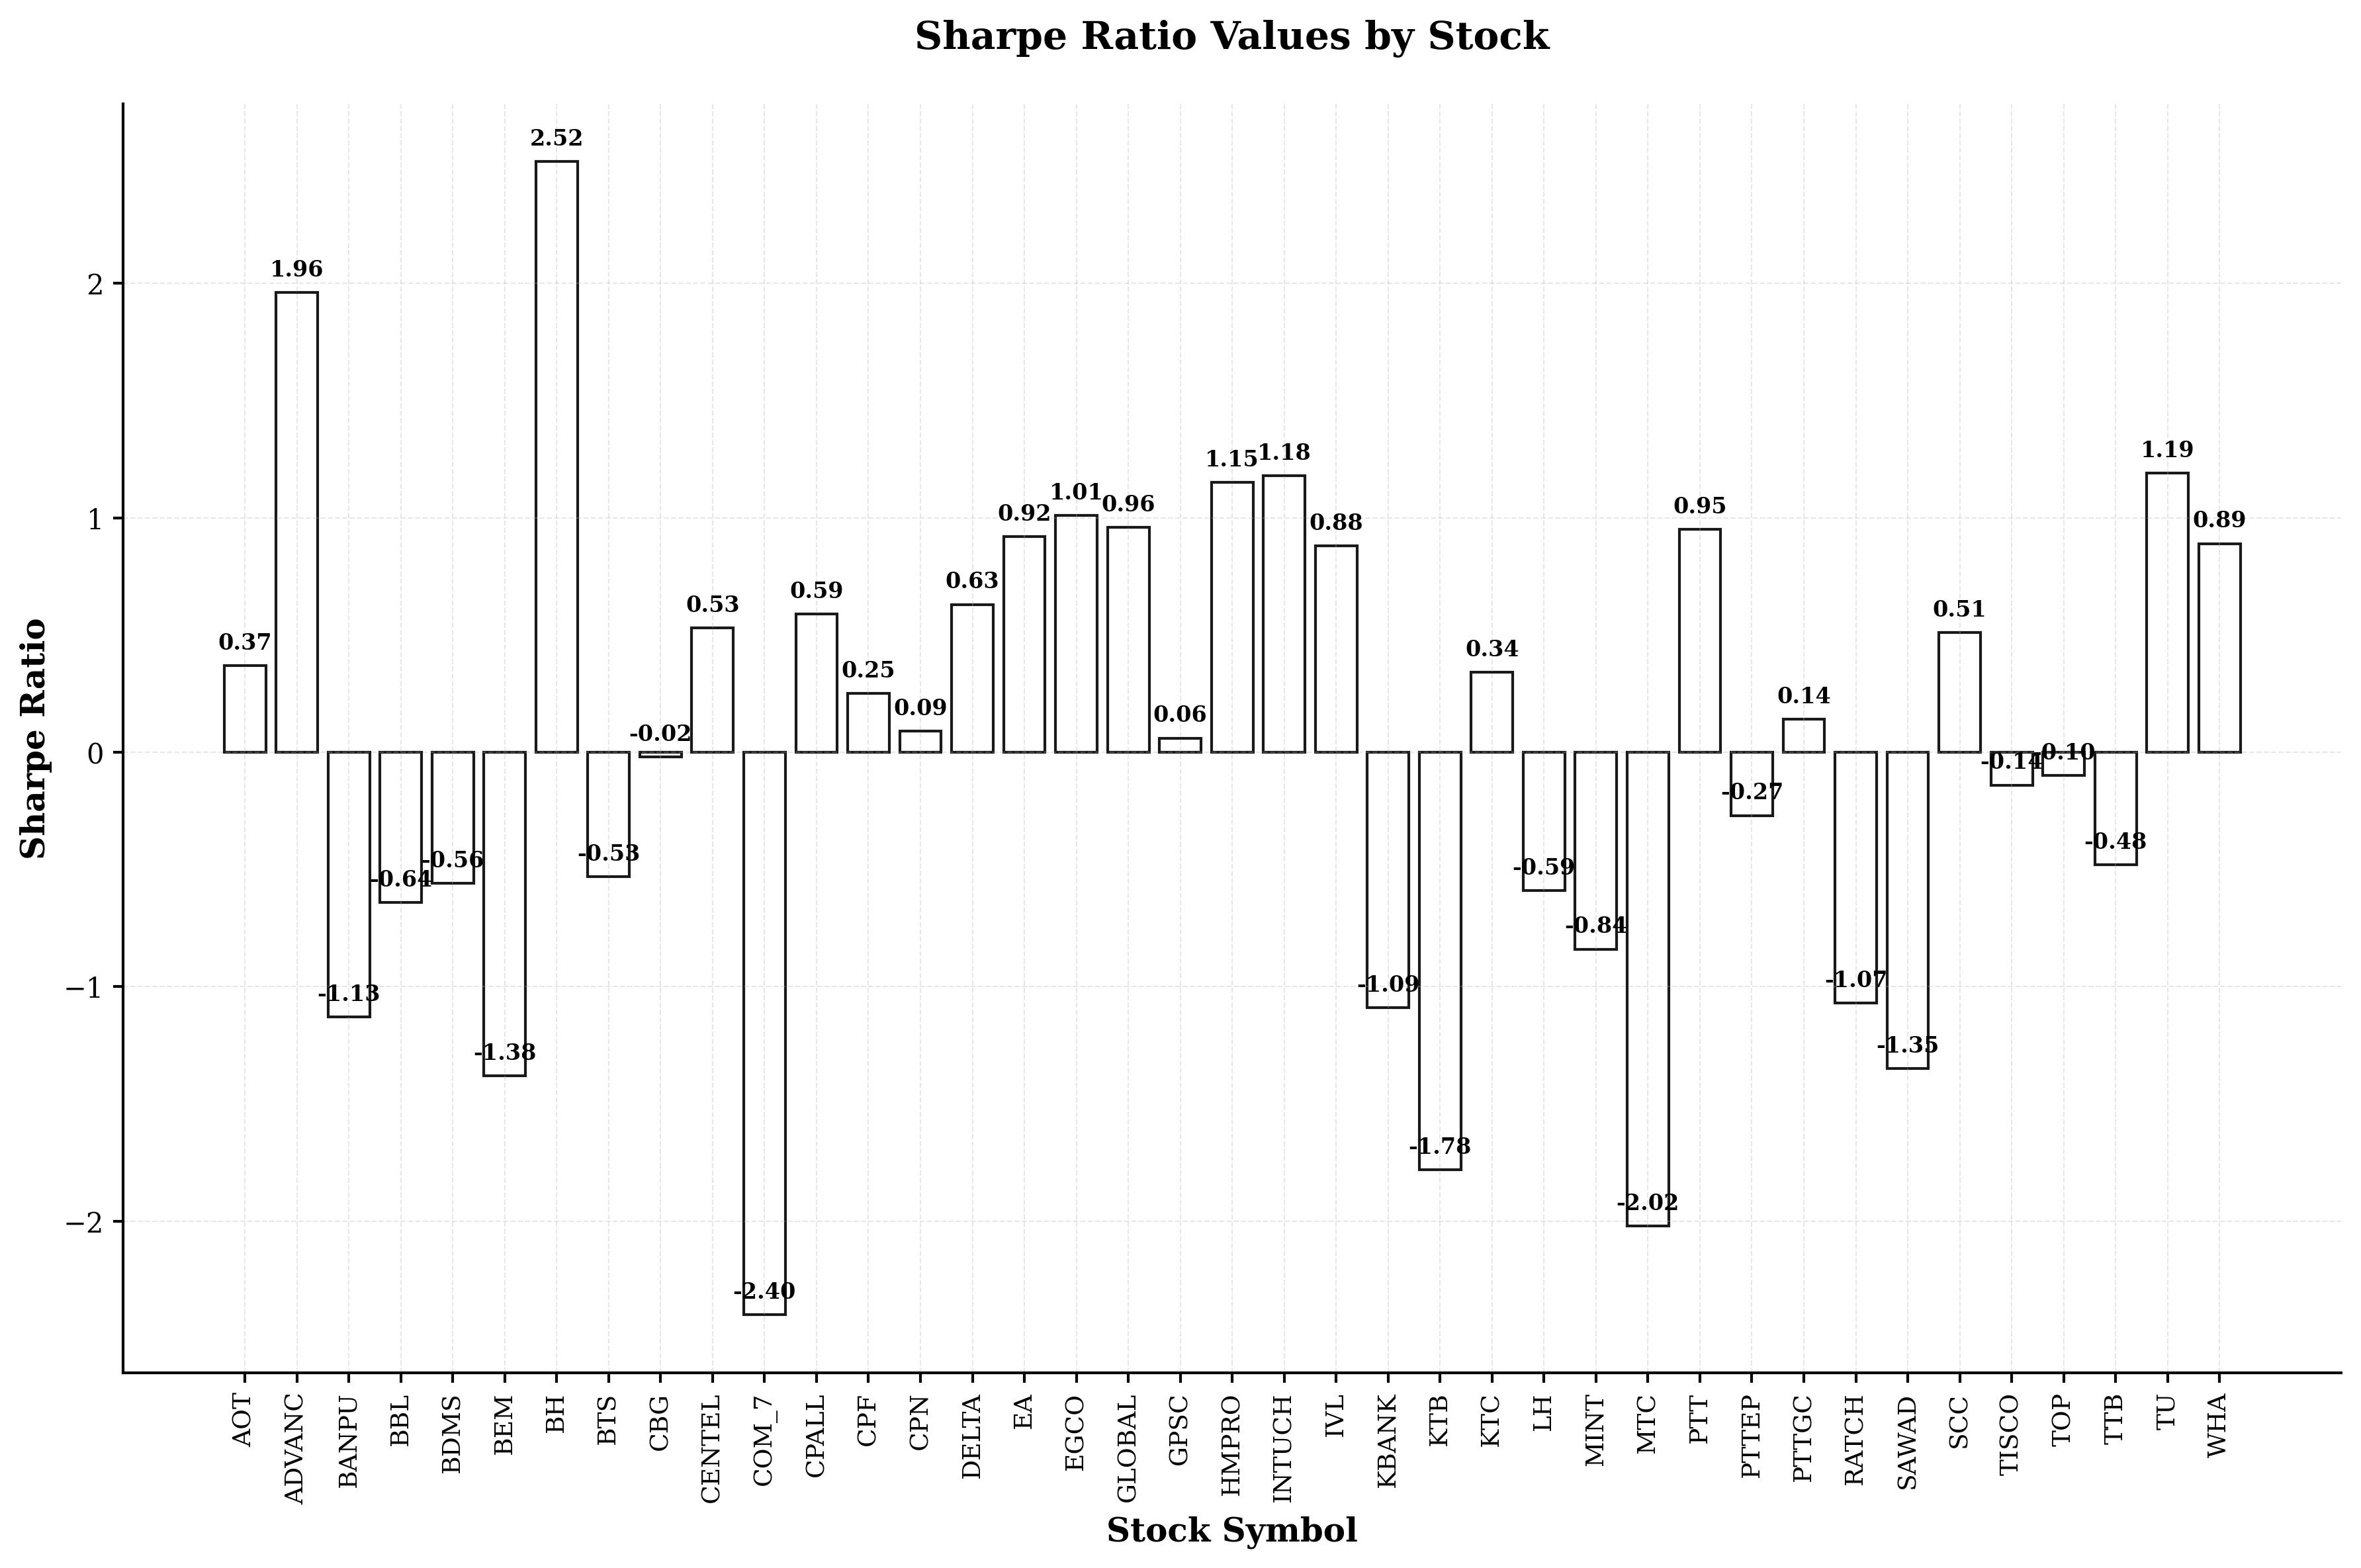 Sharpe Ratio Values by Stock
Sharpe Ratio
2
1
0
−1
−2
0.37
1.96
-1.13
-0.64
-0.56
-1.38
2.52
-0.53
-0.02
0.53
-2.40
0.59
0.25
0.09
0.63
0.92
1.01
0.96
0.06
1.15
1.18
0.88
-1.09
-1.78
0.34
-0.59
-0.84
-2.02
0.95
-0.27
0.14
-1.07
-1.35
0.51
-0.14
-0.10
-0.48
1.19
0.89
AOT
ADVANC
BANPU
BBL
BDMS
BEM
BH
BTS
CBG
CENTEL
COM_7
CPALL
CPF
CPN
DELTA
EA
EGCO
GLOBAL
GPSC
HMPRO
INTUCH
IVL
KBANK
KTB
KTC
LH
MINT
MTC
PTT
PTTEP
PTTGC
RATCH
SAWAD
SCC
TISCO
TOP
TTB
TU
WHA
Stock Symbol